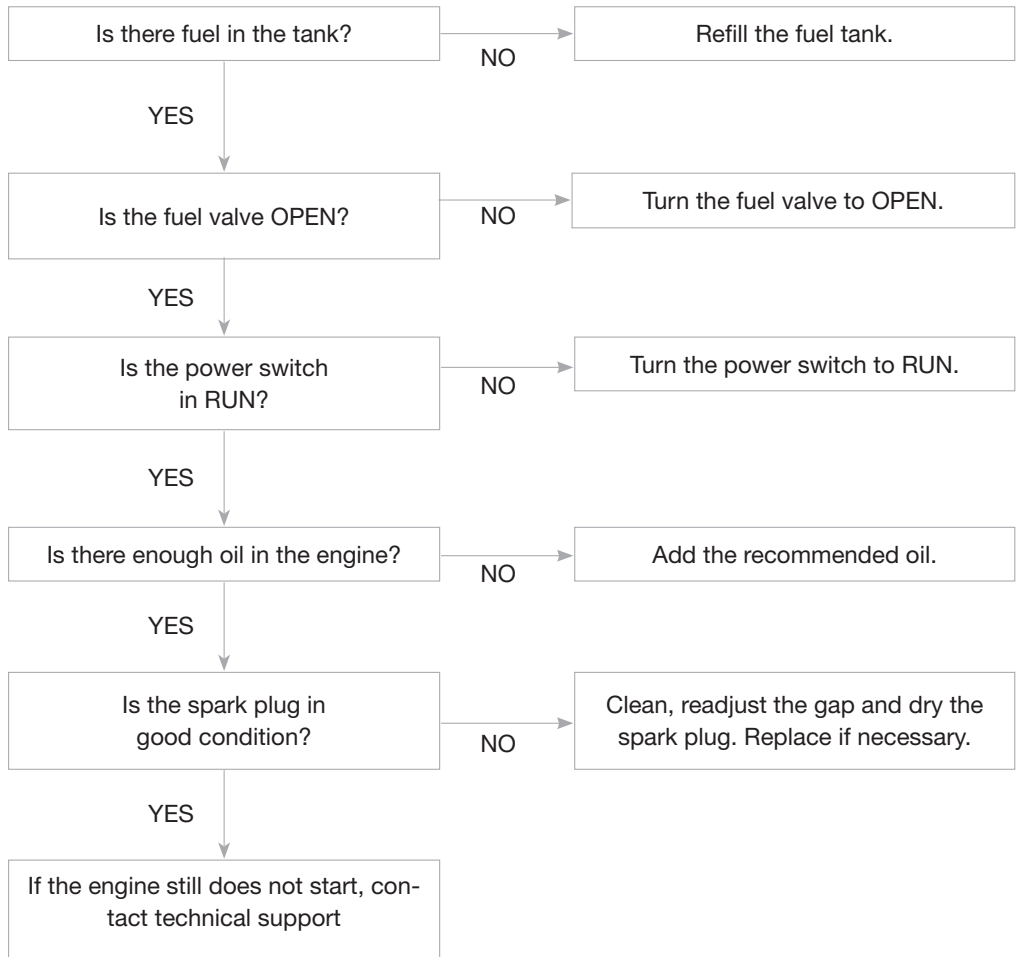 Is there fuel in the tank?
NO
Refill the fuel tank.
YES
Is the fuel valve OPEN?
NO
Turn the fuel valve to OPEN.
YES
Is the power switch
in RUN?
NO
Turn the power switch to RUN.
YES
Is there enough oil in the engine?
NO
Add the recommended oil.
YES
Is the spark plug in
good condition?
NO
Clean, readjust the gap and dry the
spark plug. Replace if necessary.
YES
If the engine still does not start, con-
tact technical support